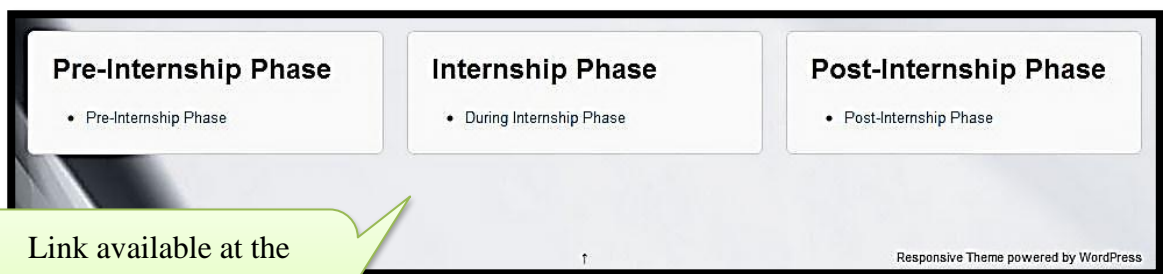 Pre-Internship Phase
• Pre-Internship Phase
Internship Phase
• During Internship Phase
Post-Internship Phase
• Post-Internship Phase
Link available at the
↑
Responsive Theme powered by WordPress